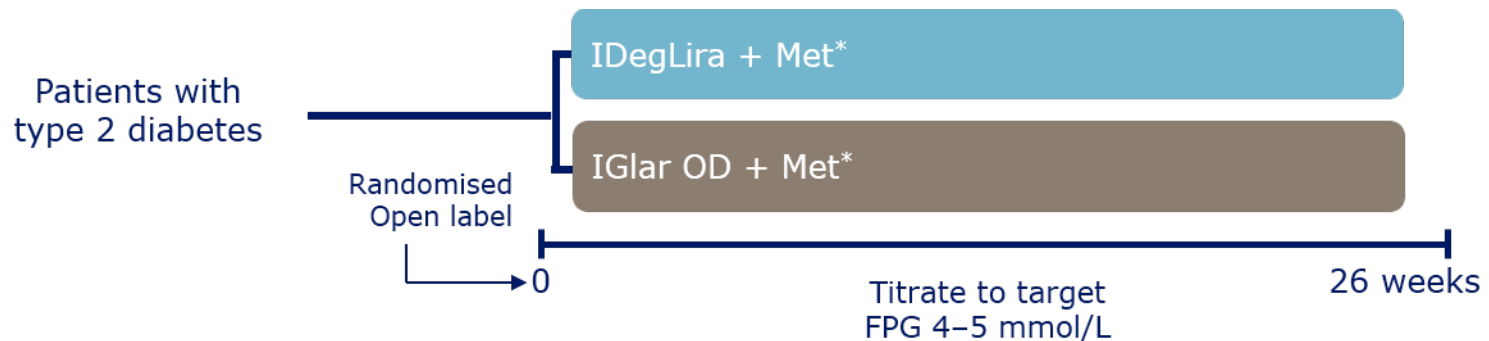 Patients with
type 2 diabetes
IDegLira + Met*
IGlar OD + Met*
Randomised
Open label
0
26 weeks
Titrate to target
FPG 4–5 mmol/L